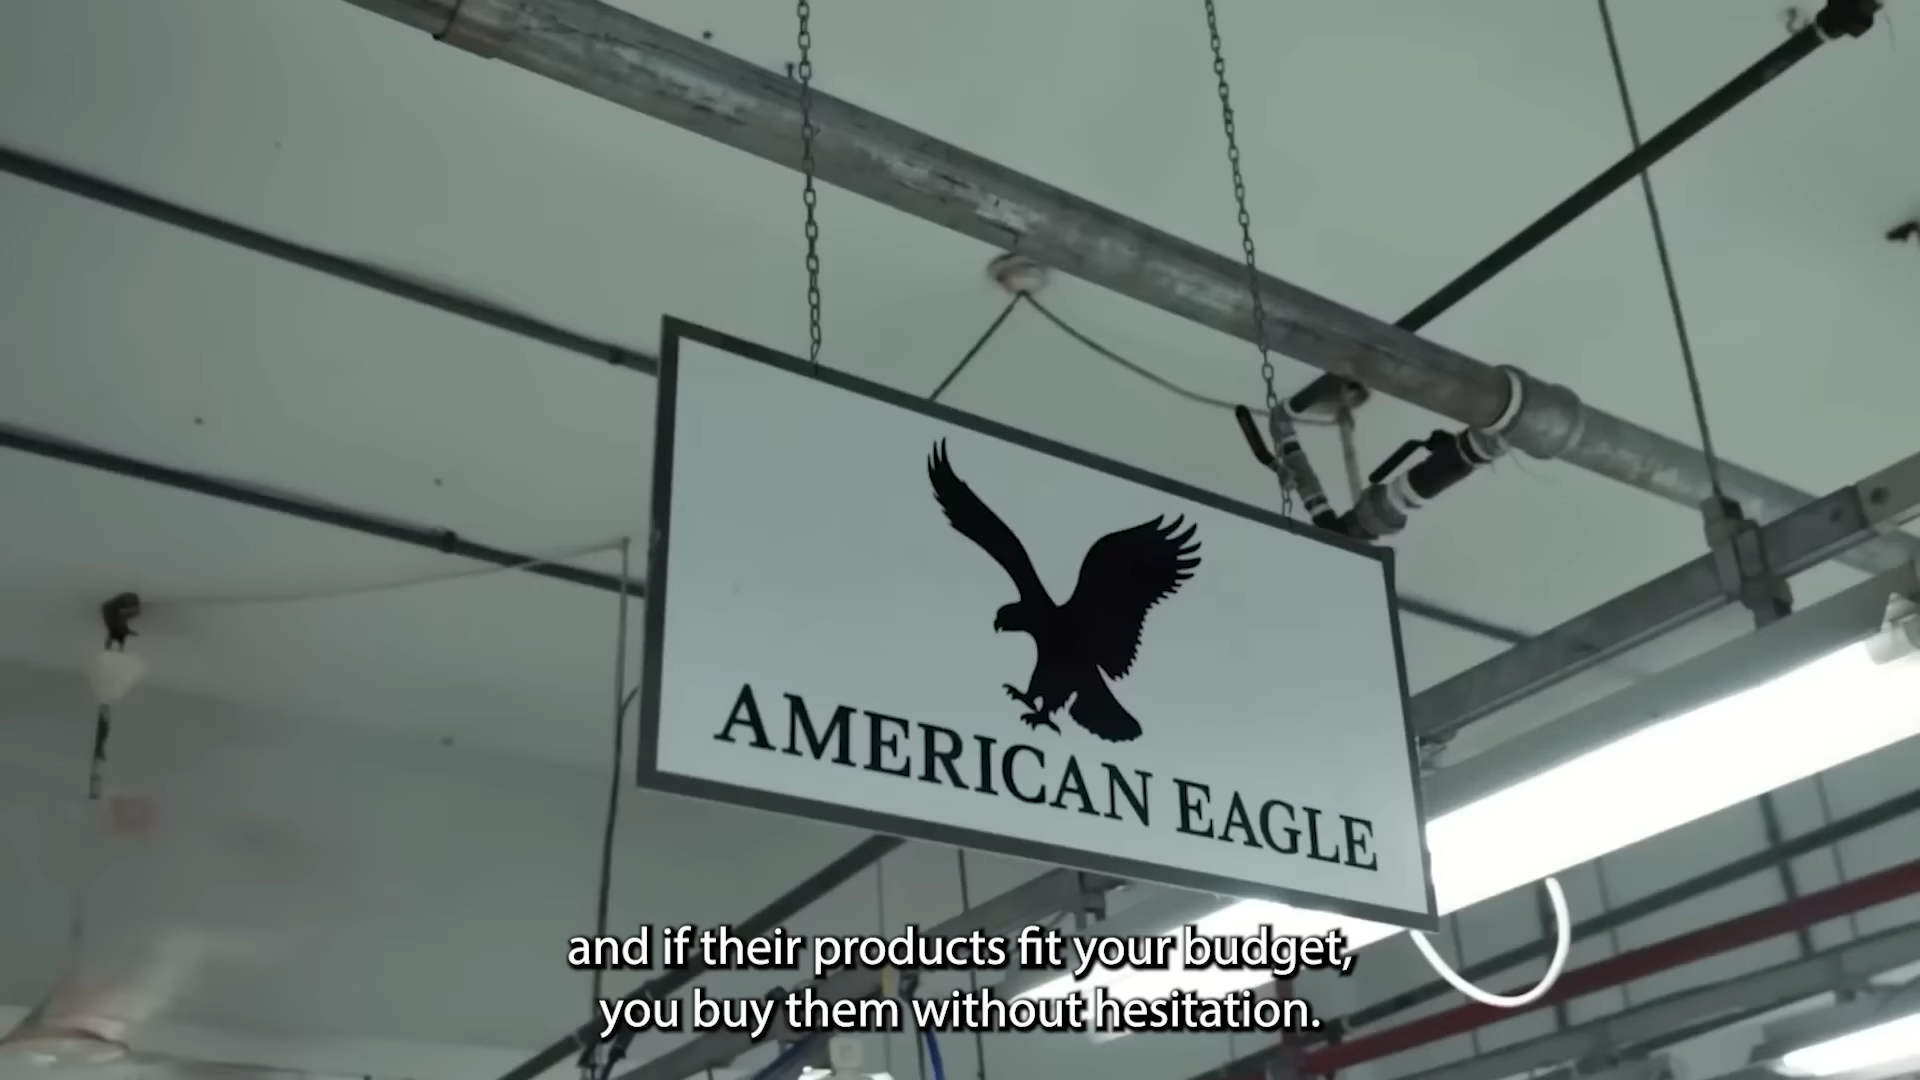 AMERICAN EAGLE
and if their products fit your budget,
you buy them without hesitation.